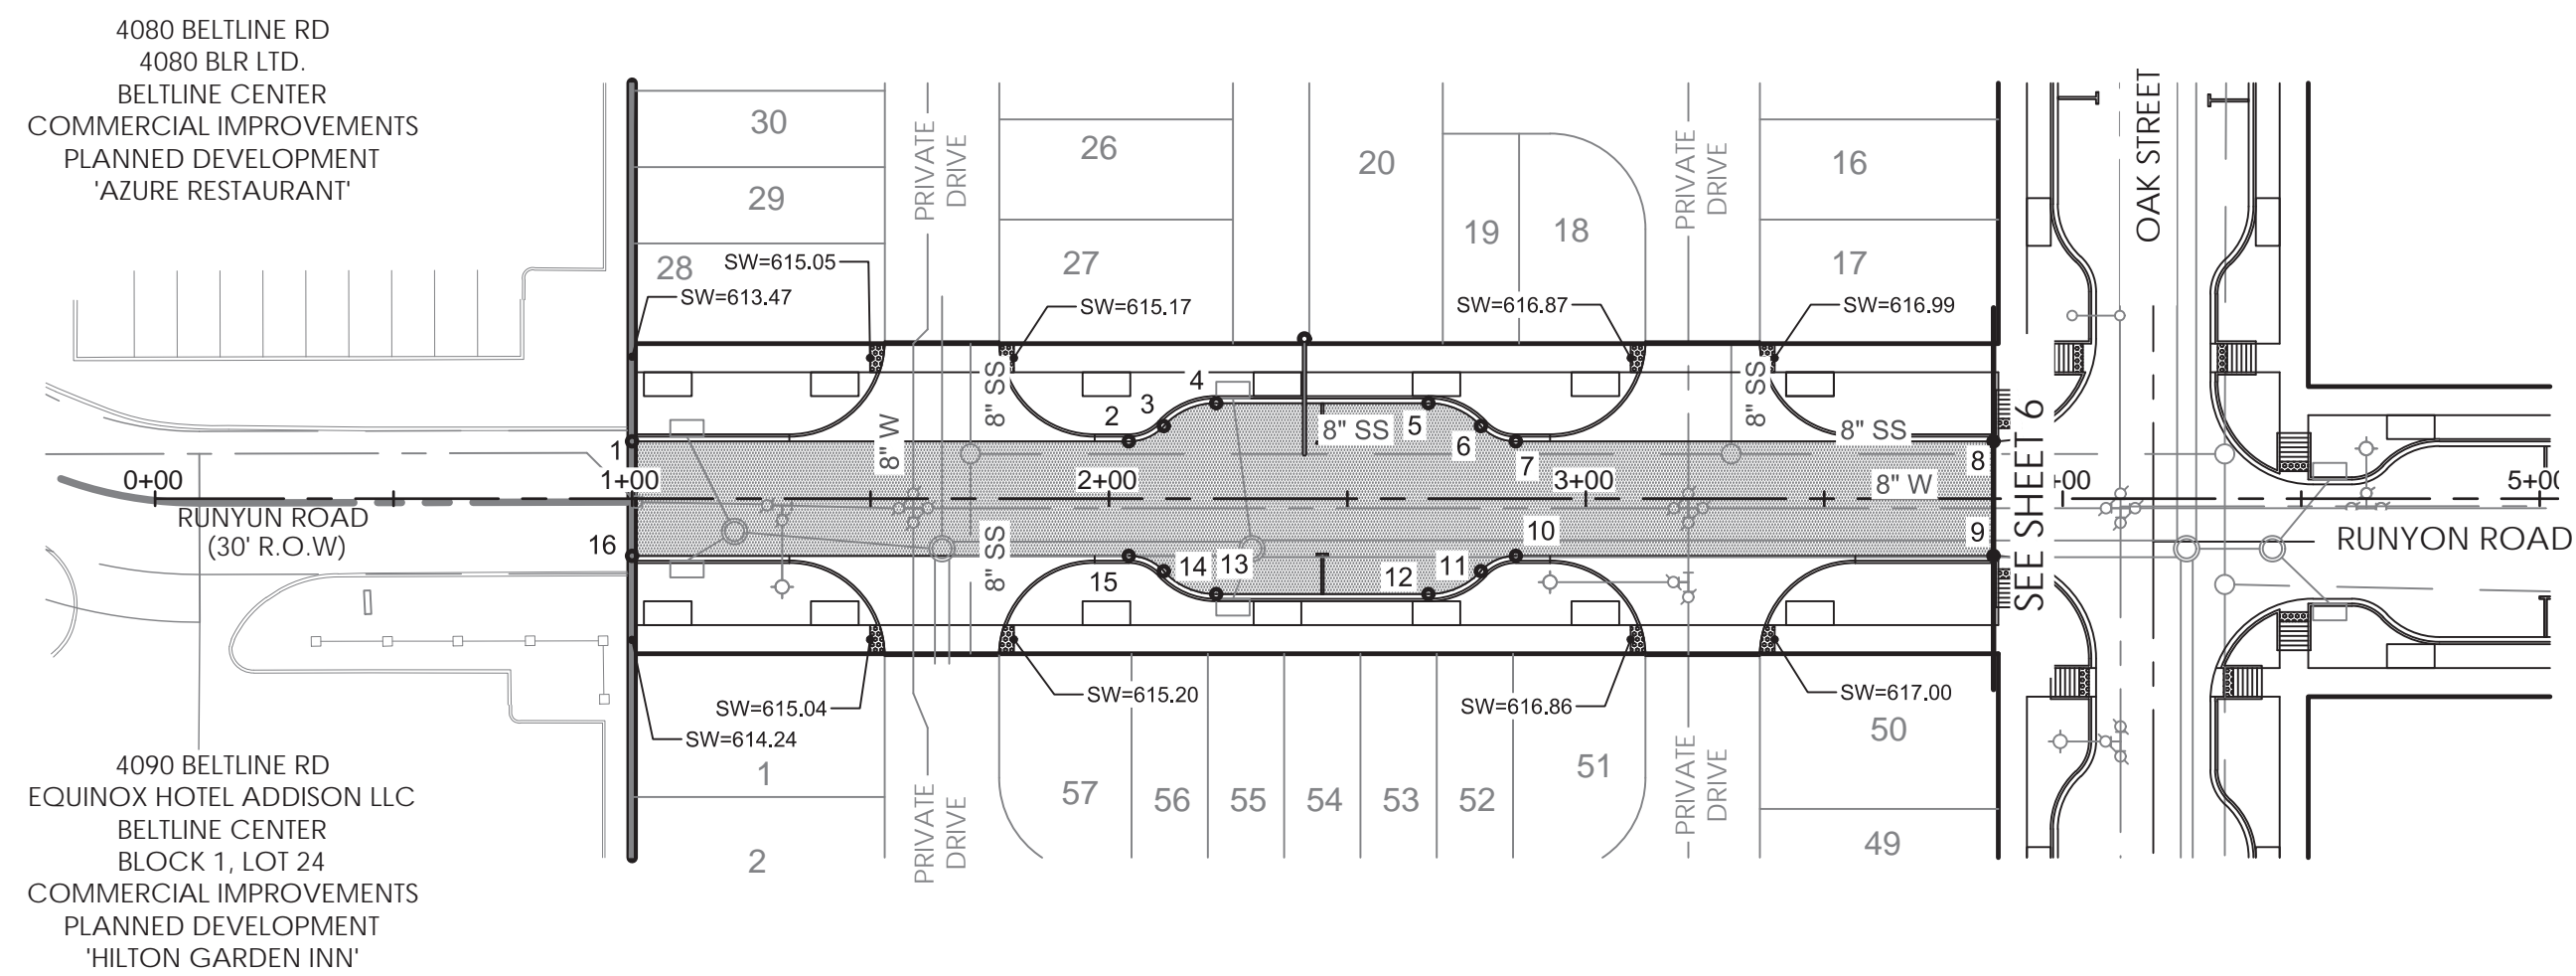 4080 BELTLINE RD
4080 BLR LTD.
BELTLINE CENTER
COMMERCIAL IMPROVEMENTS
PLANNED DEVELOPMENT
'AZURE RESTAURANT'
30
29
28
SW=615.05
SW=613.47
PRIVATE
DRIVE
26
27
SW=615.17
20
19
18
SW=616.87
PRIVATE
DRIVE
16
17
SW=616.99
OAK STREET
1
2
3
4
5
6
7
8
8" W
8" SS
8" SS
8" SS
8" SS
8" W
SEE SHEET 6
0+00
1+00
2+00
3+00
+00
5+00
RUNYUN ROAD
(30' R.O.W)
RUNYON ROAD
16
15
14
13
12
11
10
9
8" SS
SW=615.04
SW=614.24
SW=615.20
SW=616.86
SW=617.00
1
2
PRIVATE
DRIVE
57
56
55
54
53
52
51
PRIVATE
DRIVE
50
49
4090 BELTLINE RD
EQUINOX HOTEL ADDISON LLC
BELTLINE CENTER
BLOCK 1, LOT 24
COMMERCIAL IMPROVEMENTS
PLANNED DEVELOPMENT
'HILTON GARDEN INN'